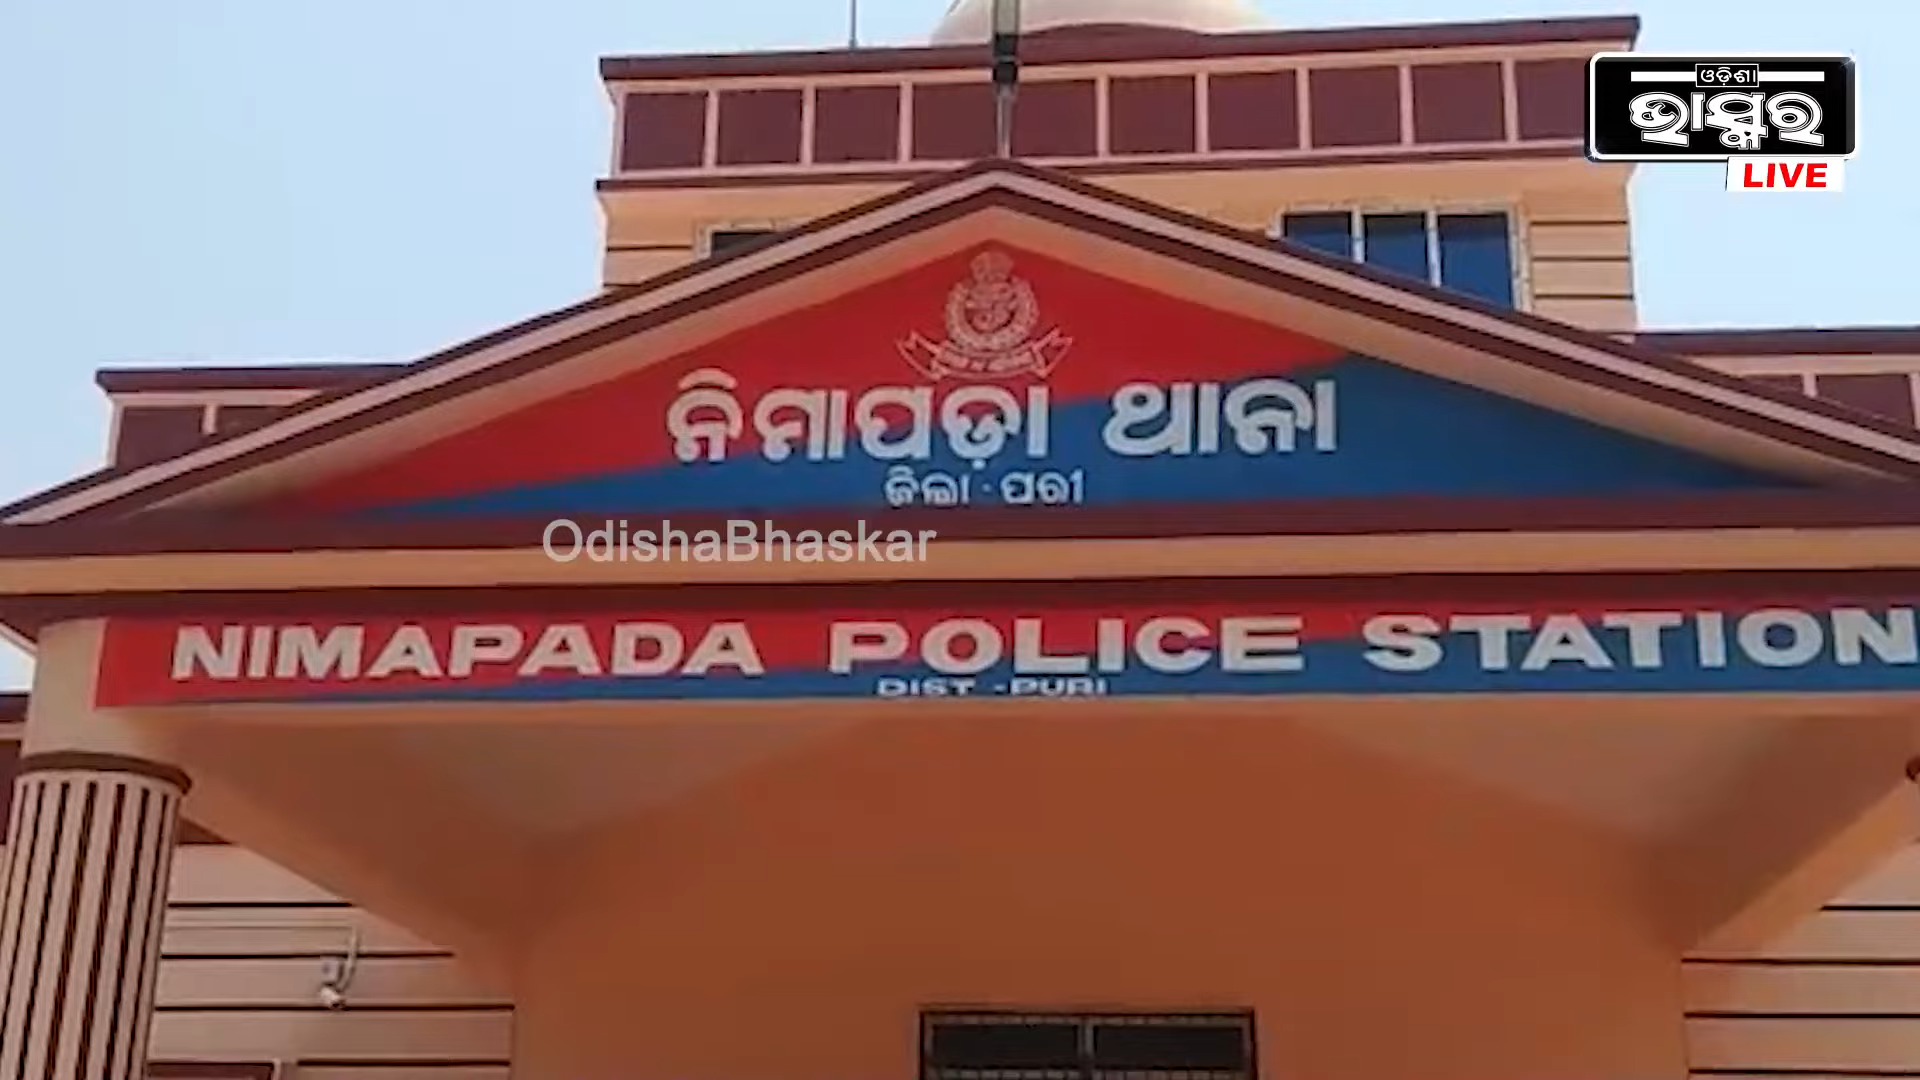 ଓଡ଼ିଶା
ଭାସ୍କର
LIVE
ନିମାପଡ଼ା ଥାନା
ଜିଲା - ପୁରୀ
OdishaBhaskar
NIMAPADA POLICE STATION
DIST - PURI